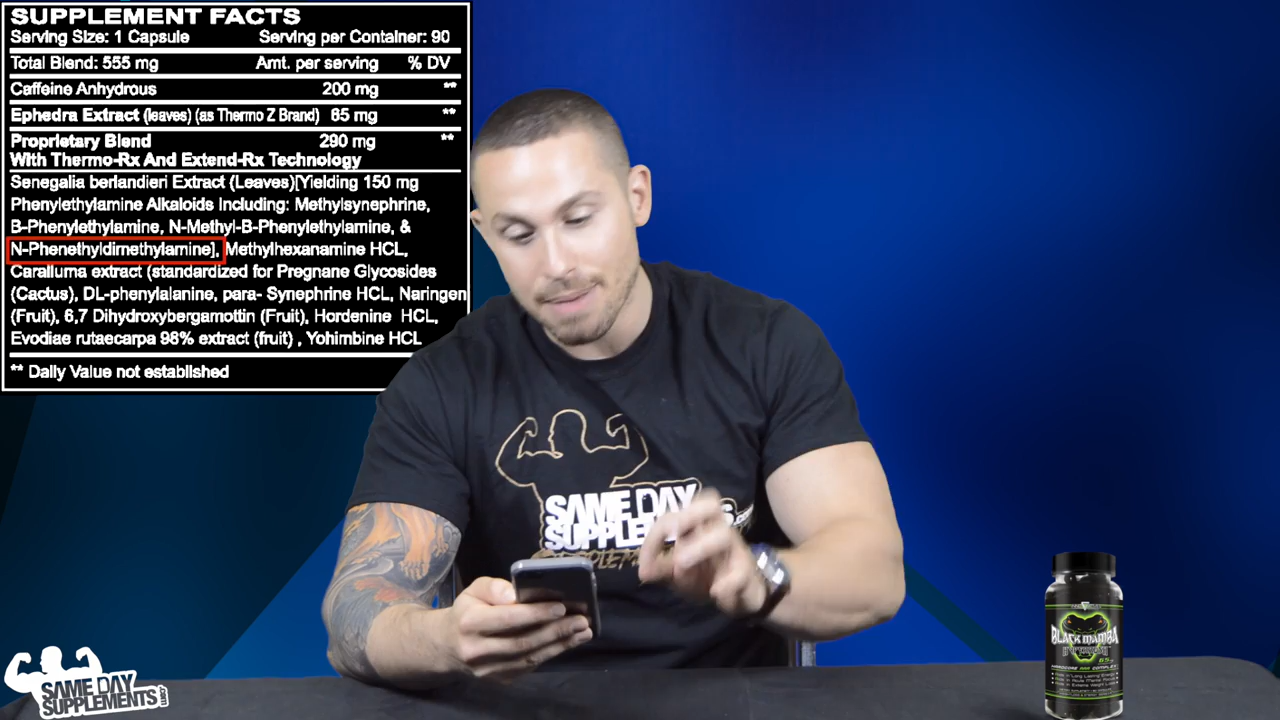 SUPPLEMENT FACTS
Serving Size: 1 Capsule Serving per Container: 90
Total Blend: 555 mg Amt. per serving % DV
Caffeine Anhydrous 200 mg **
Ephedra Extract (leaves) (as Thermo Z Brand) 65 mg **
Proprietary Blend 290 mg **
With Thermo-Rx And Extend-Rx Technology
Senegalia berlandieri Extract (Leaves)[Yielding 150 mg
Phenylethylamine Alkaloids Including: Methylsynephrine,
B-Phenylethylamine, N-Methyl-B-Phenylethylamine, &
N-Phenethyldimethylamine], Methylhexanamine HCL,
Caralluma extract (standardized for Pregnane Glycosides
(Cactus), DL-phenylalanine, para- Synephrine HCL, Naringen
(Fruit), 6,7 Dihydroxybergamottin (Fruit), Hordenine HCL,
Evodiae rutaecarpa 98% extract (fruit) , Yohimbine HCL
** Daily Value not established
SAME DAY
SUPPLEMENTS
BLACK MAMBA
65
SAME DAY
SUPPLEMENTS